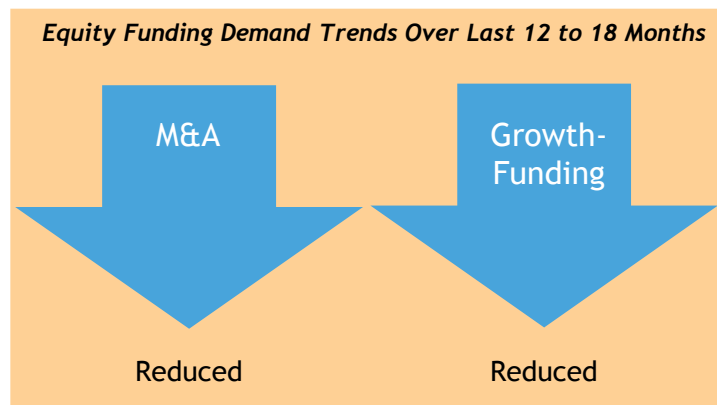 Equity Funding Demand Trends Over Last 12 to 18 Months
M&A
Growth-
Funding
Reduced
Reduced